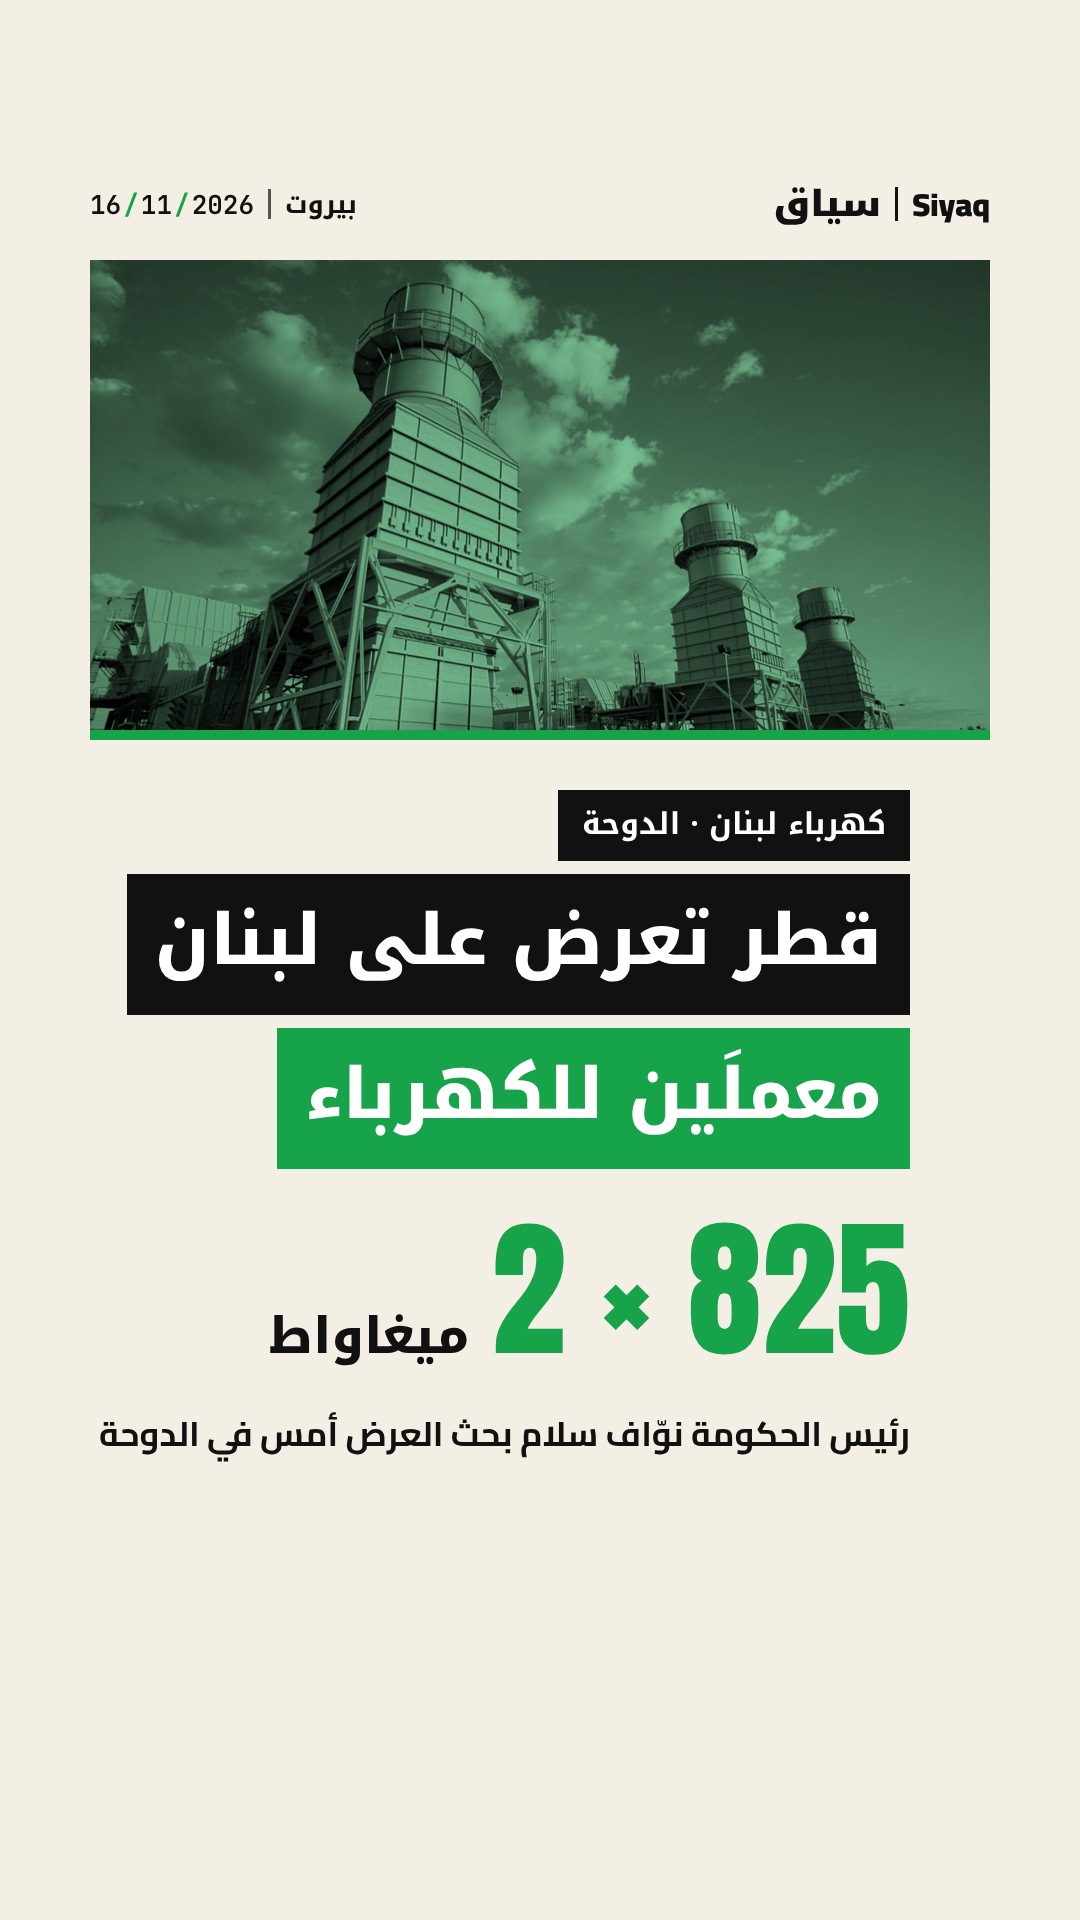 سياق | Siyaq
بيروت | 16/11/2026
كهرباء لبنان · الدوحة
قطر تعرض على لبنان
معملَين للكهرباء
825 × 2 ميغاواط
رئيس الحكومة نوّاف سلام بحث العرض أمس في الدوحة